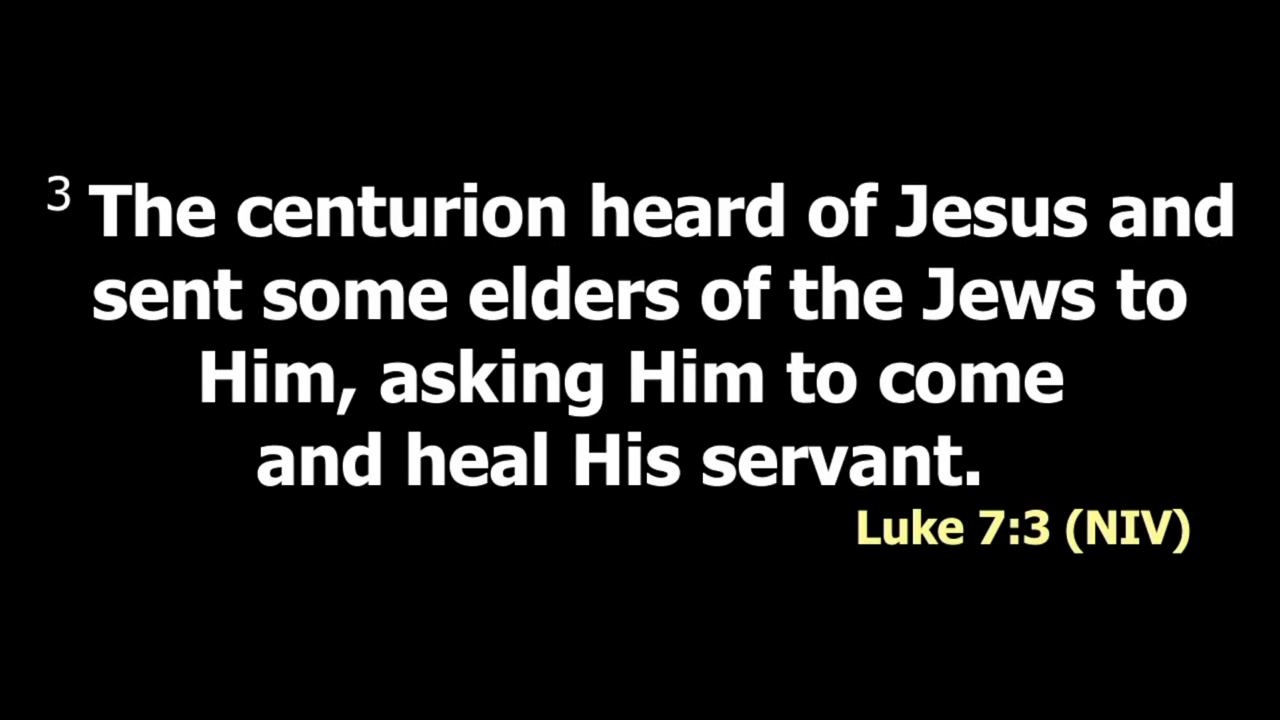 3 The centurion heard of Jesus and
sent some elders of the Jews to
Him, asking Him to come
and heal His servant.
Luke 7:3 (NIV)